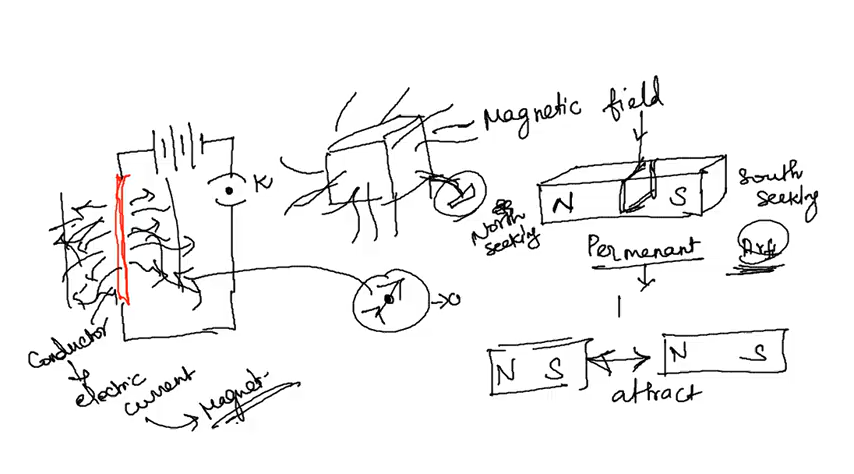 Magnetic field
K
N S
South
seeking
North
seeking
Permenant
O
N S
N S
attract
Conductor
electric
current
Magnet